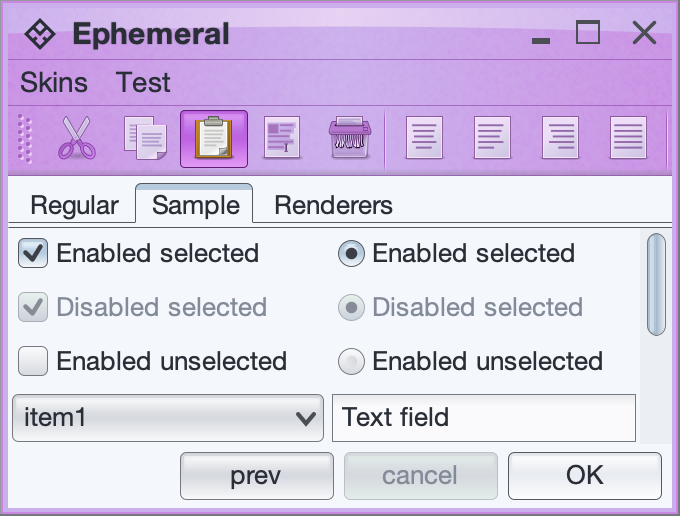 Ephemeral
Skins Test
Regular Sample Renderers
Enabled selected Enabled selected
Disabled selected Disabled selected
Enabled unselected Enabled unselected
item1 Text field
prev cancel OK